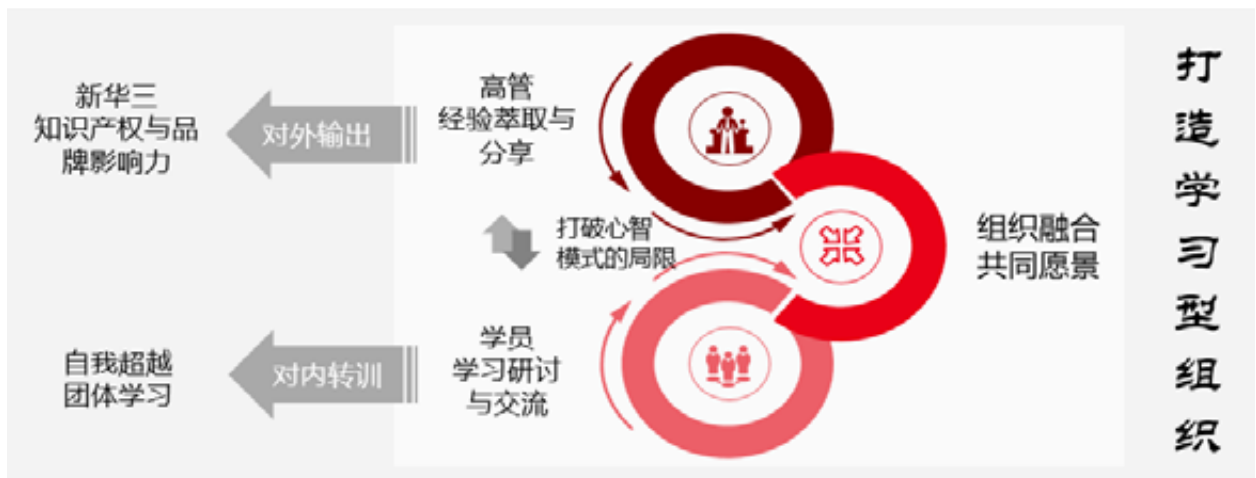 新华三
知识产权与品
牌影响力
对外输出
高管
经验萃取与
分享
打破心智
模式的局限
组织融合
共同愿景
自我超越
团体学习
对内转训
学员
学习研讨
与交流
打造学习型组织